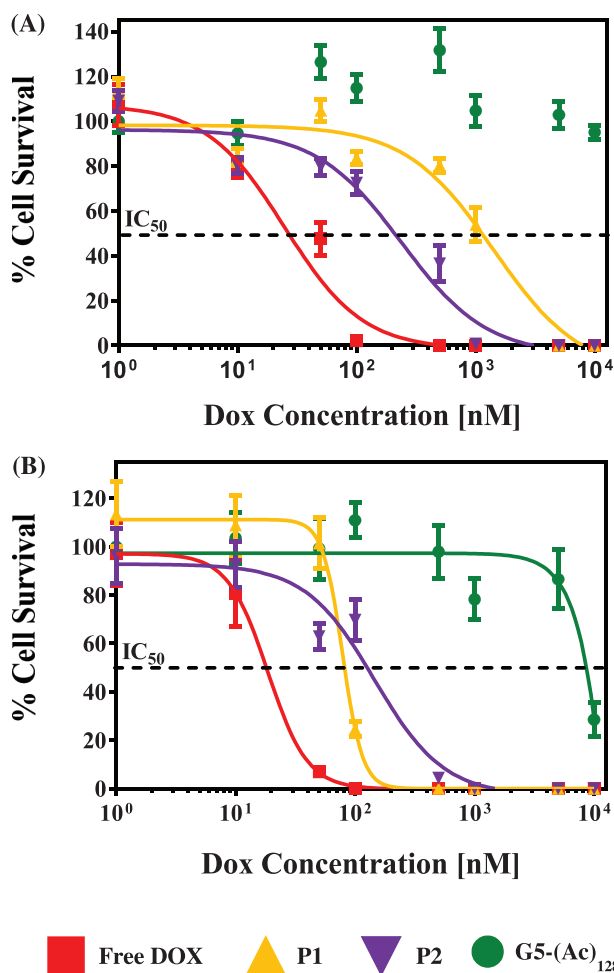 (A)
140
120
100
80
60
40
20
0
% Cell Survival
IC50
10^0 10^1 10^2 10^3 10^4
Dox Concentration [nM]
(B)
120
100
80
60
40
20
0
% Cell Survival
IC50
10^0 10^1 10^2 10^3 10^4
Dox Concentration [nM]
Free DOX P1 P2 G5-(Ac)